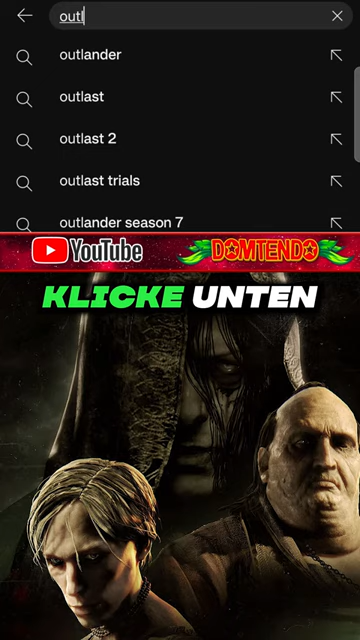 outl
outlander
outlast
outlast 2
outlast trials
outlander season 7
YouTube
DOMTENDO
KLICKE UNTEN